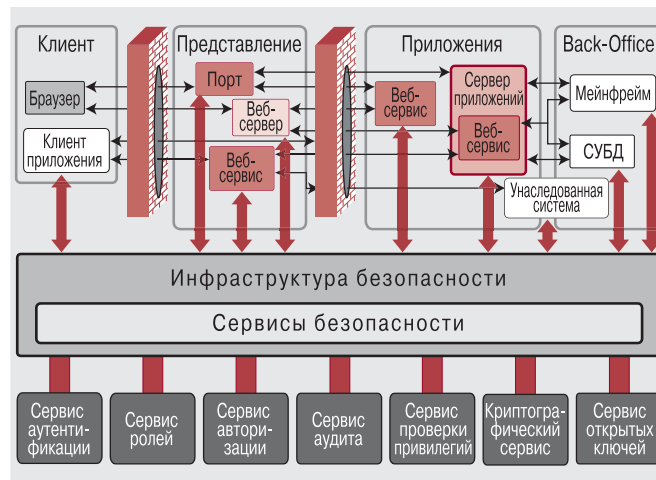 Клиент
Представление
Приложения
Back-Office
Браузер
Клиент
приложения
Порт
Веб-
сервер
Веб-
сервис
Веб-
сервис
Сервер
приложений
Веб-
сервис
Мейнфрейм
СУБД
Унаследованная
система
Инфраструктура безопасности
Сервисы безопасности
Сервис
аутенти-
фикации
Сервис
ролей
Сервис
автори-
зации
Сервис
аудита
Сервис
проверки
привилегий
Криптогра-
фический
сервис
Сервис
открытых
ключей